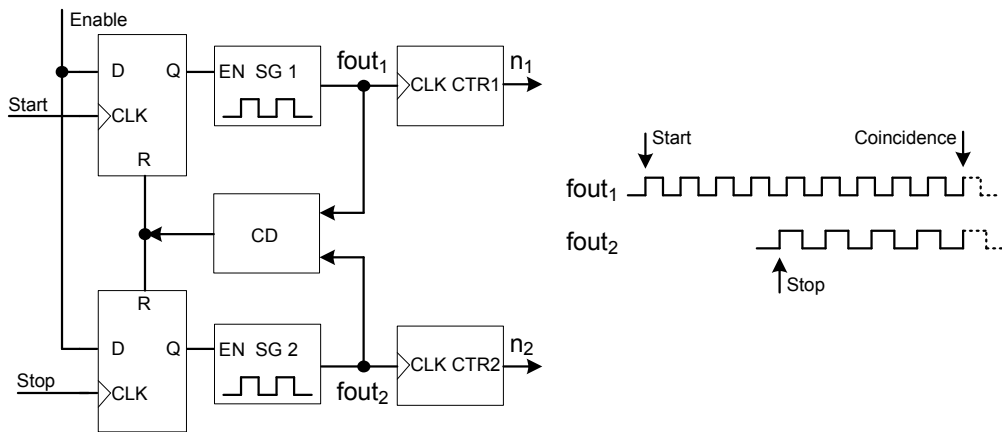 Enable
D Q EN SG 1 fout1 CLK CTR1 n1
Start CLK
R
CD
R
D Q EN SG 2 CLK CTR2 n2
Stop CLK fout2
Start Coincidence
fout1
fout2
Stop